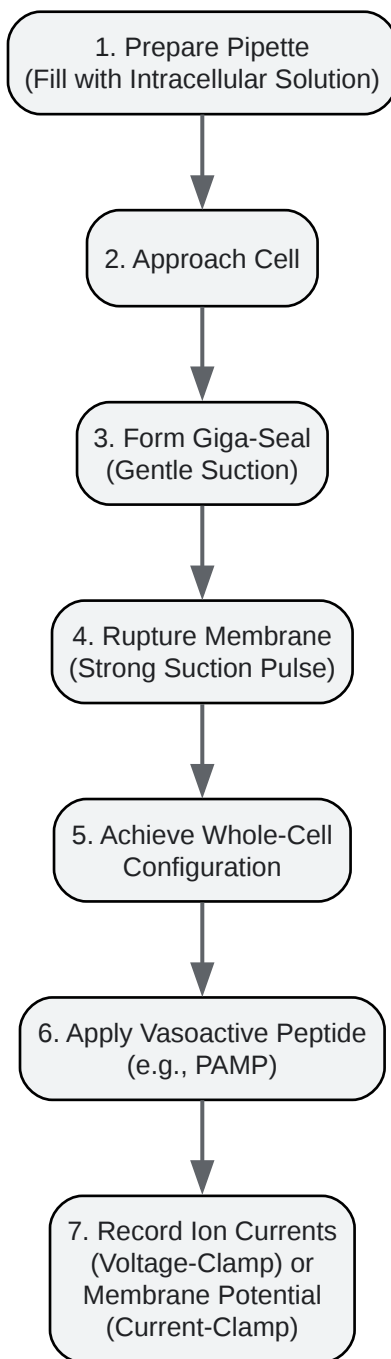 1. Prepare Pipette
(Fill with Intracellular Solution)
2. Approach Cell
3. Form Giga-Seal
(Gentle Suction)
4. Rupture Membrane
(Strong Suction Pulse)
5. Achieve Whole-Cell
Configuration
6. Apply Vasoactive Peptide
(e.g., PAMP)
7. Record Ion Currents
(Voltage-Clamp) or
Membrane Potential
(Current-Clamp)